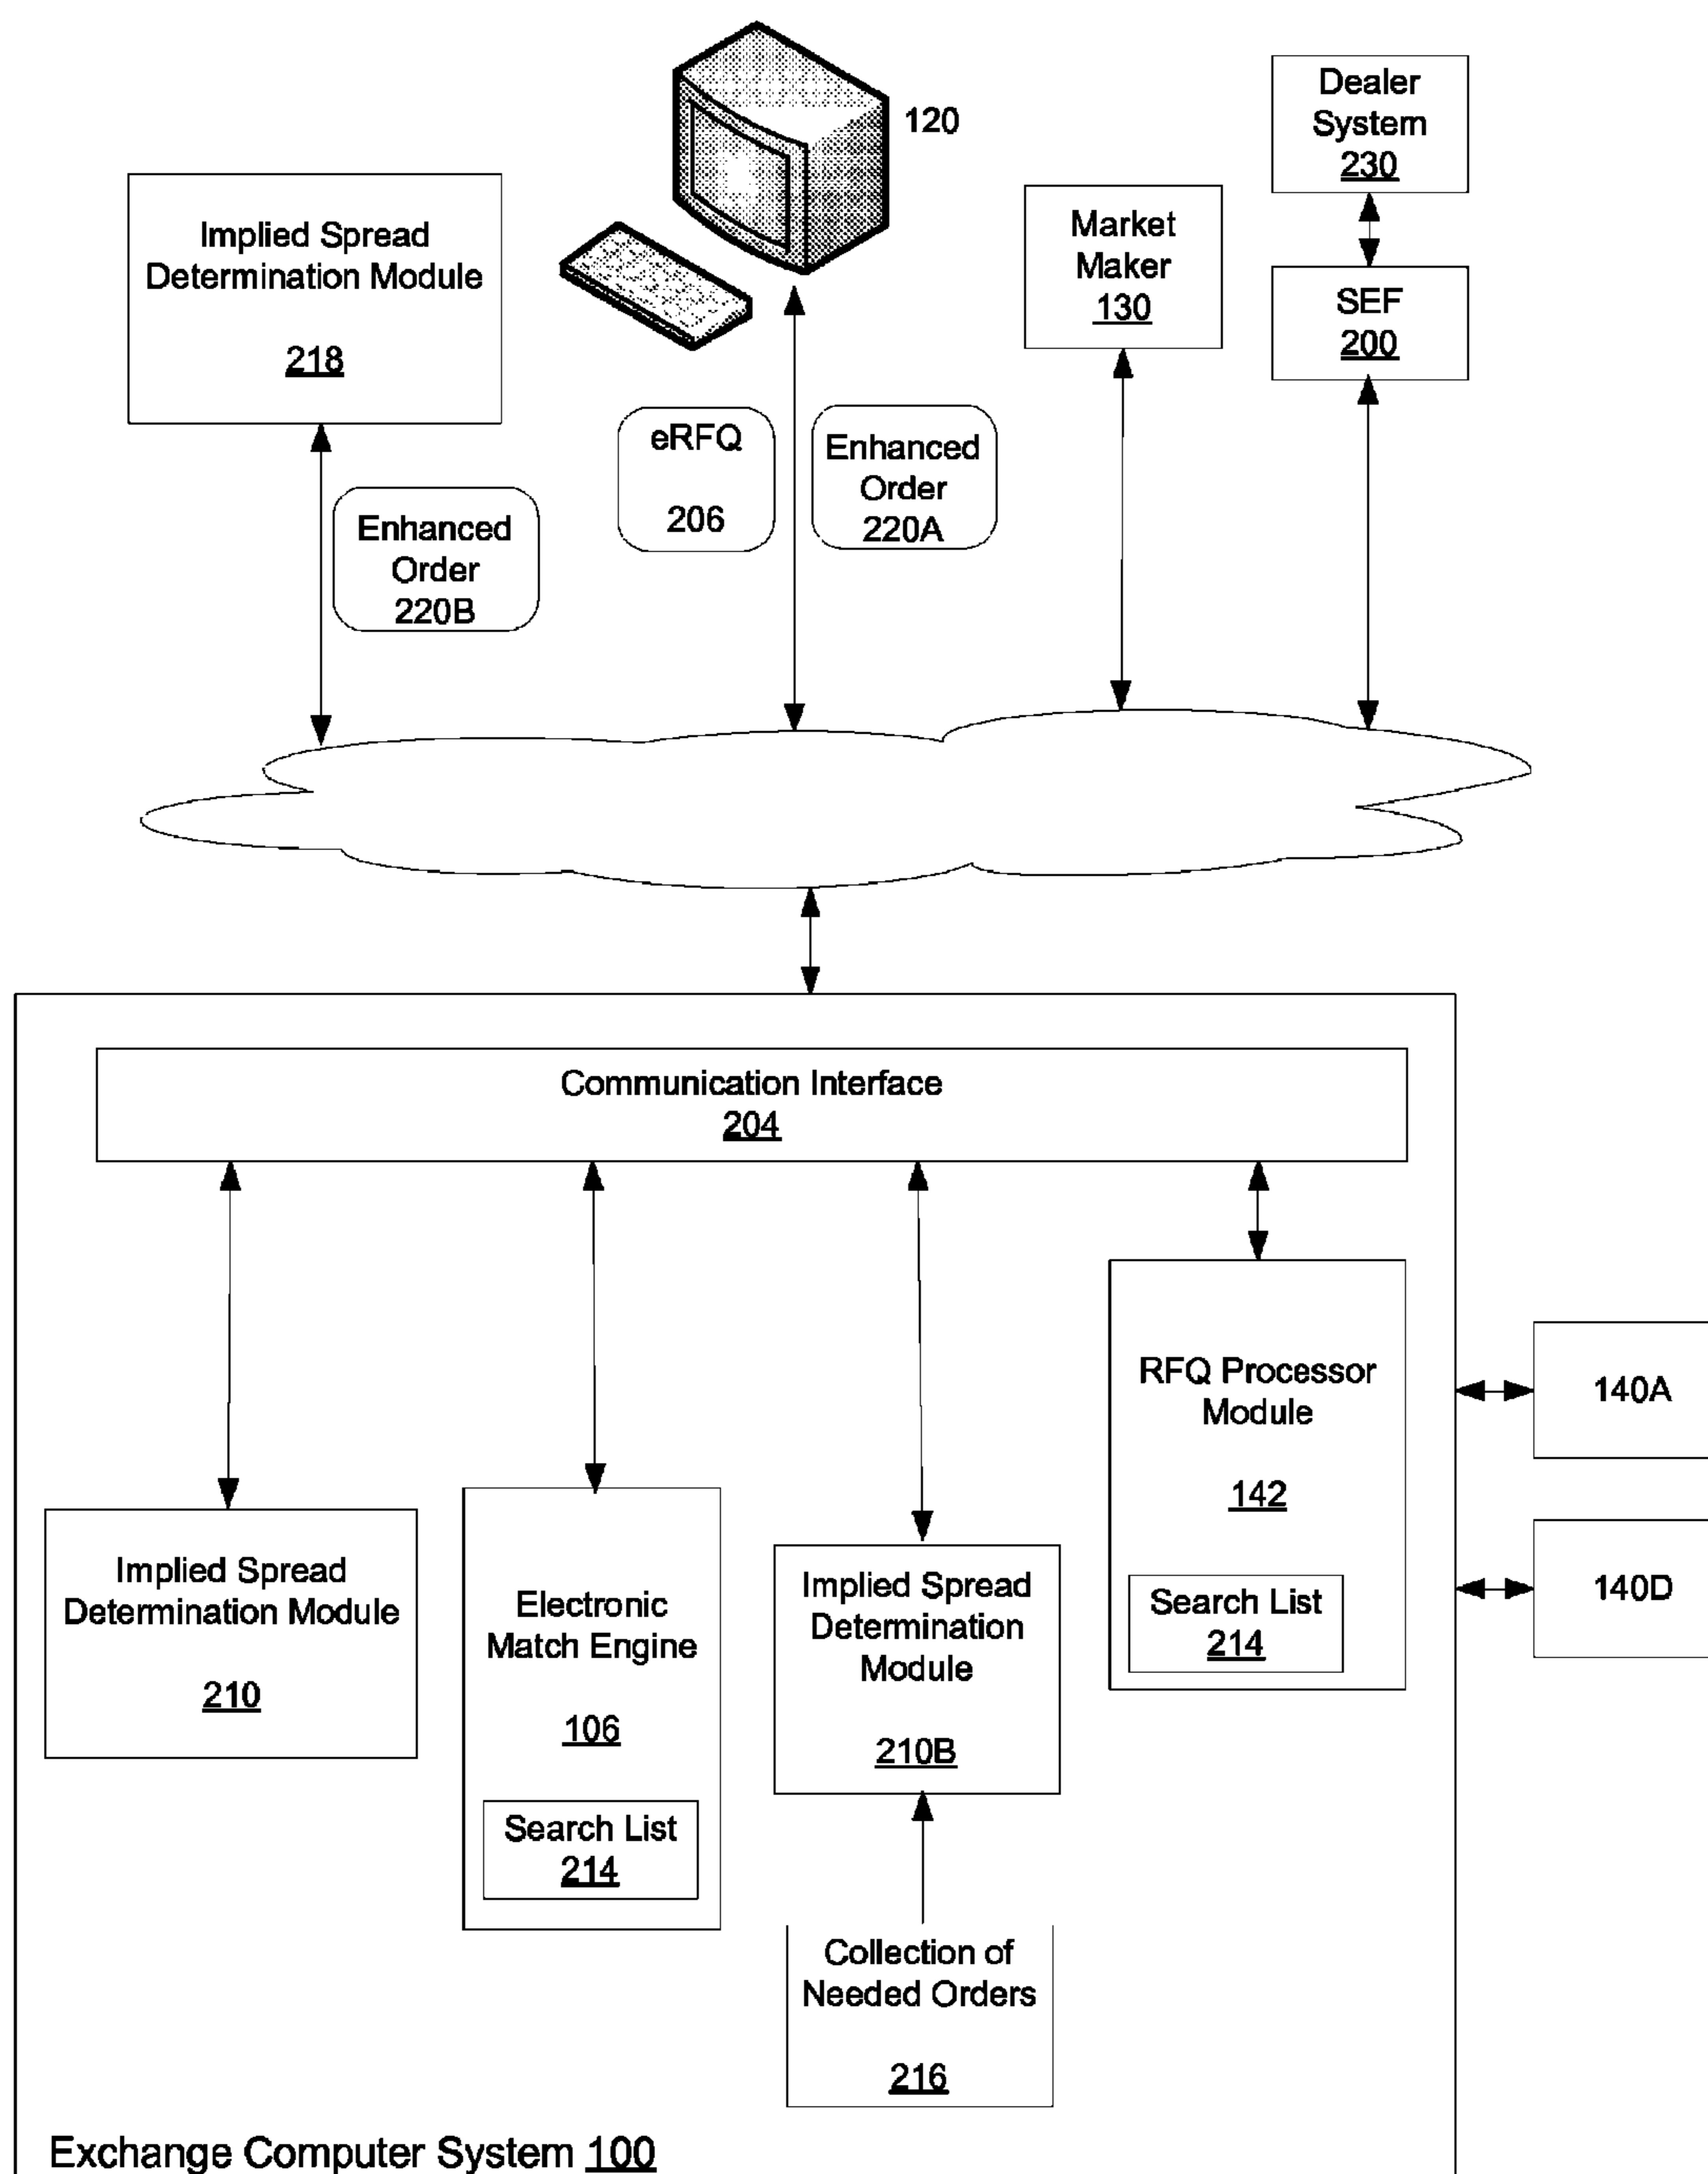 120
Dealer
System
230
Implied Spread
Determination Module
218
Market
Maker
130
SEF
200
eRFQ
206
Enhanced
Order
220A
Enhanced
Order
220B
Communication Interface
204
Implied Spread
Determination Module
210
Electronic
Match Engine
106
Search List
214
Implied Spread
Determination
Module
210B
Collection of
Needed Orders
216
RFQ Processor
Module
142
Search List
214
140A
140D
Exchange Computer System 100